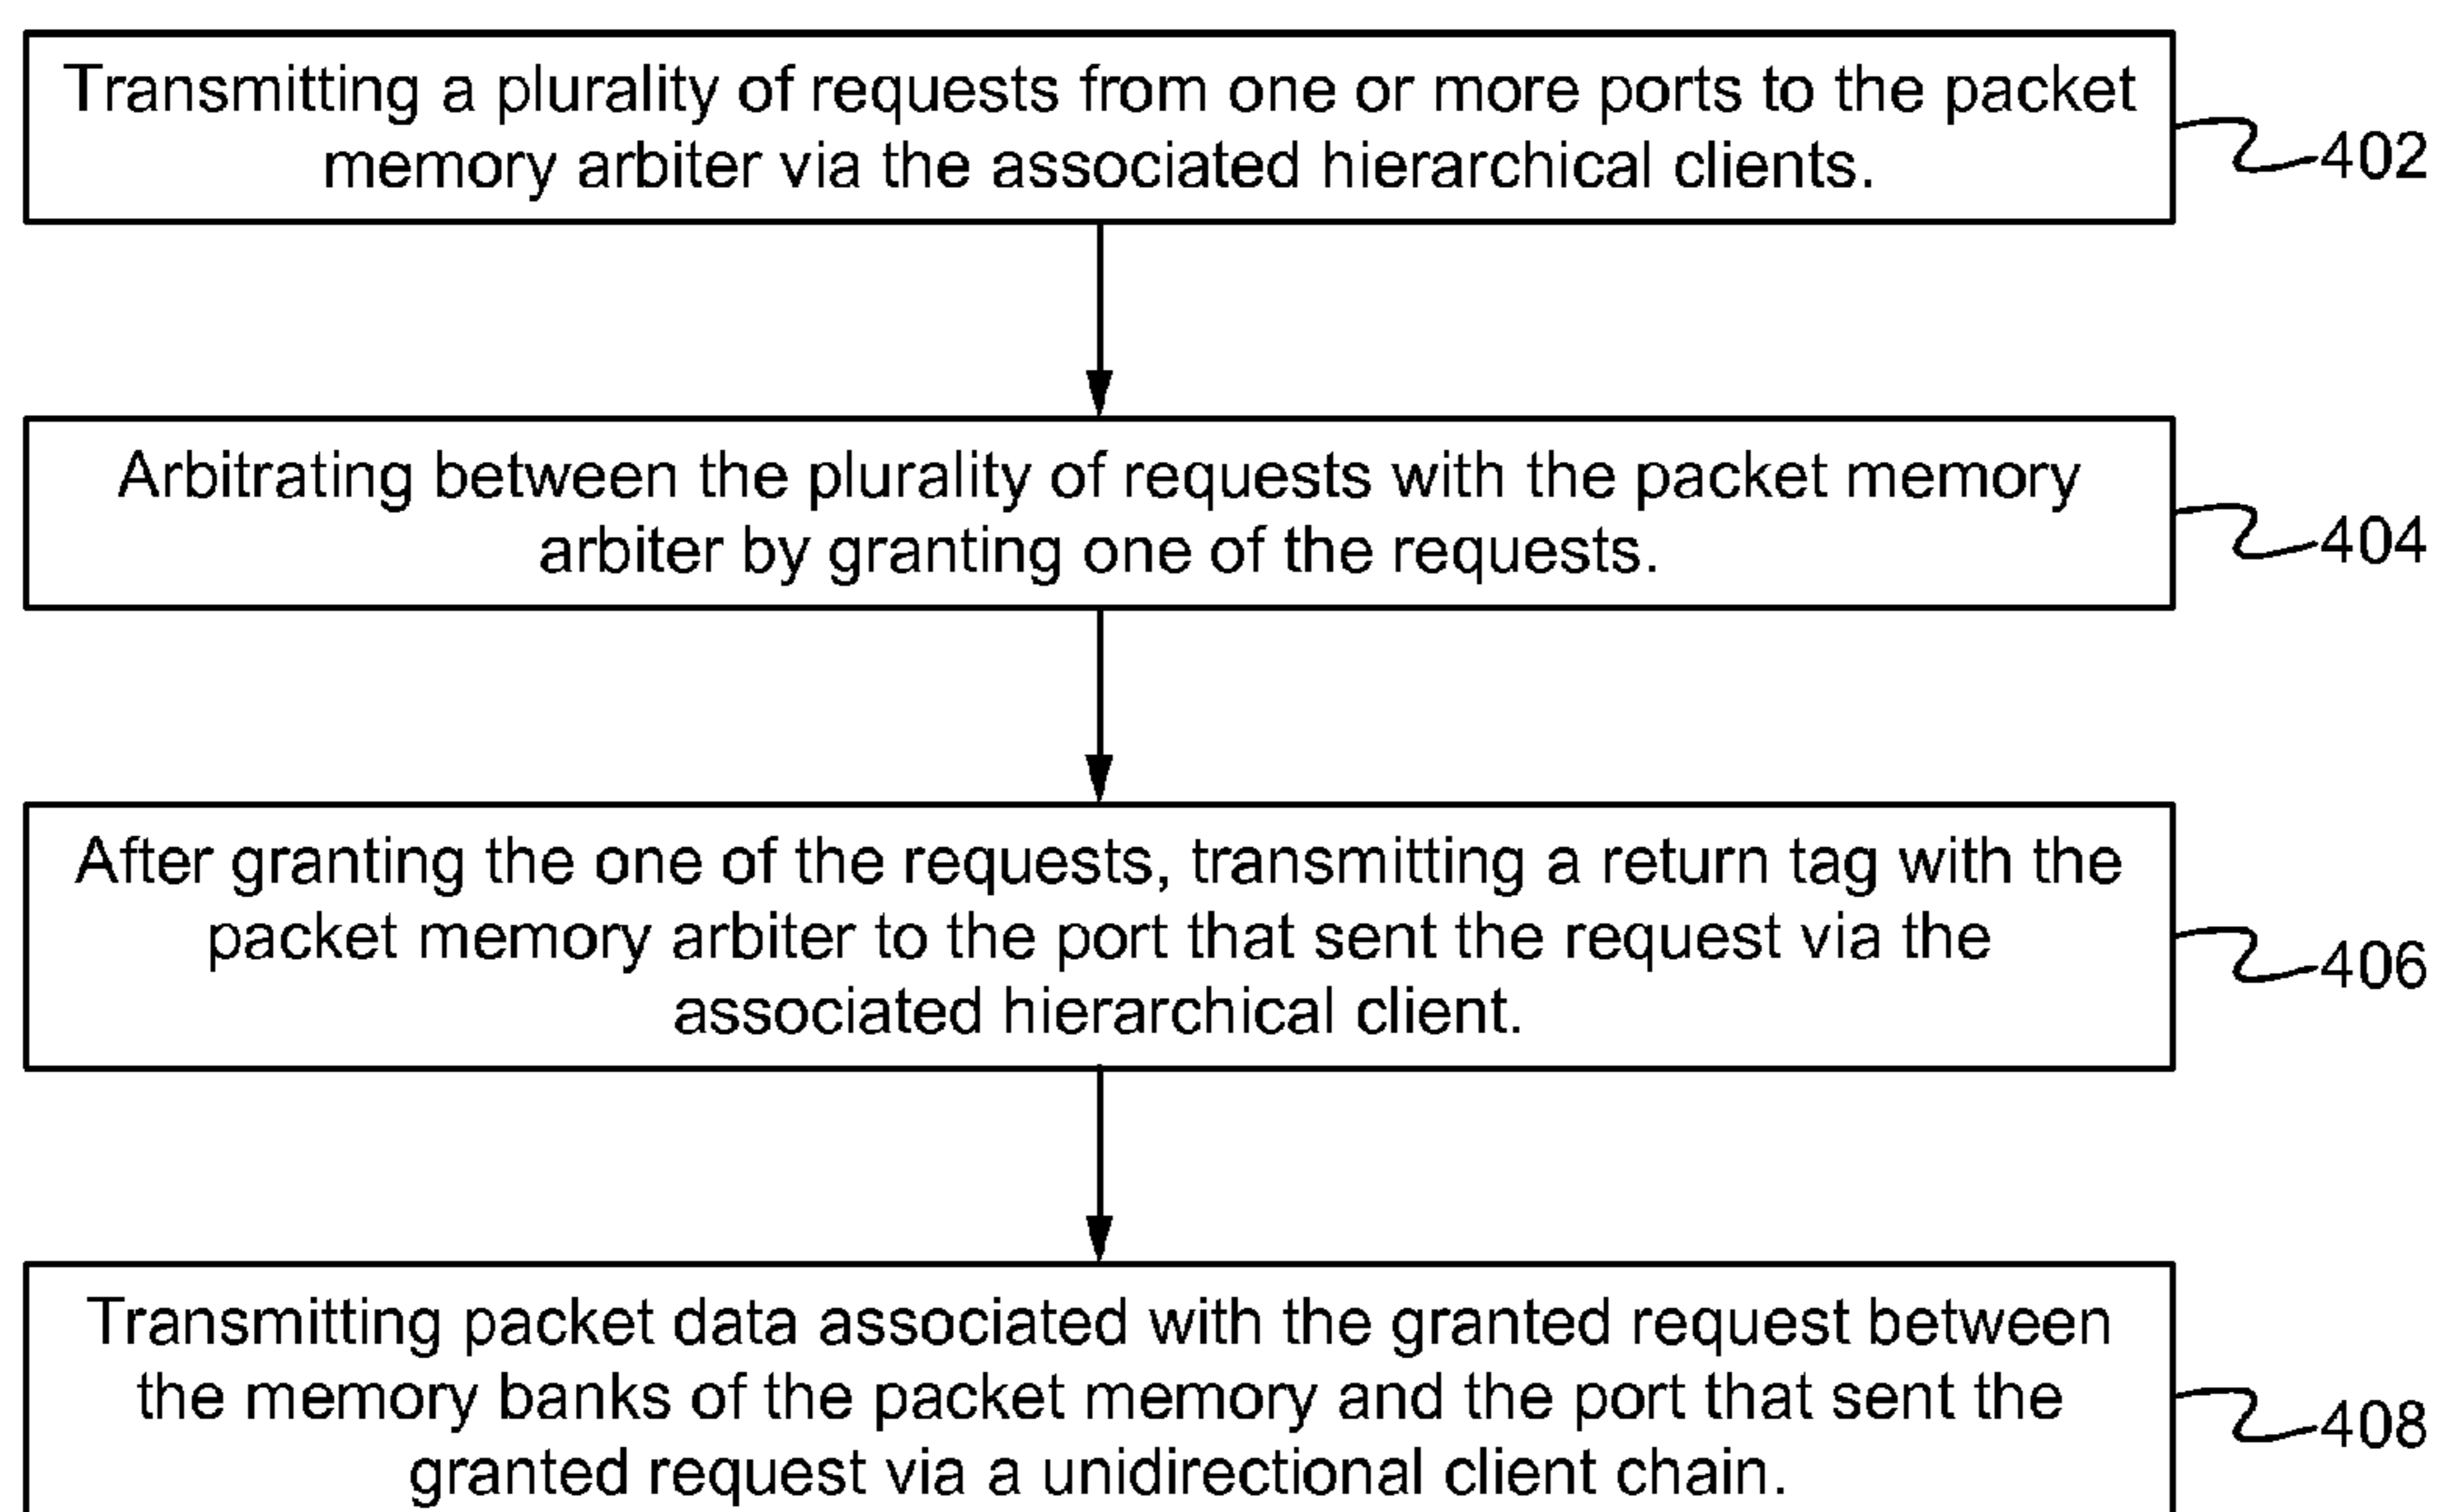 Transmitting a plurality of requests from one or more ports to the packet
memory arbiter via the associated hierarchical clients.
402
Arbitrating between the plurality of requests with the packet memory
arbiter by granting one of the requests.
404
After granting the one of the requests, transmitting a return tag with the
packet memory arbiter to the port that sent the request via the
associated hierarchical client.
406
Transmitting packet data associated with the granted request between
the memory banks of the packet memory and the port that sent the
granted request via a unidirectional client chain.
408